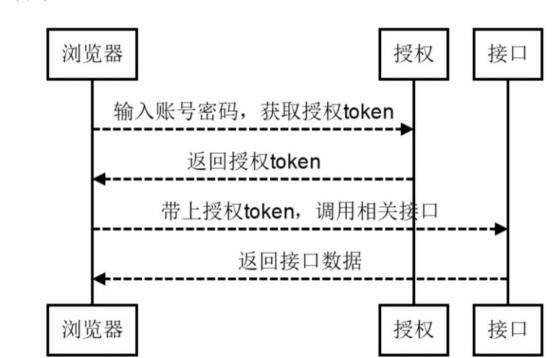 浏览器 授权 接口
输入账号密码，获取授权token
返回授权token
带上授权token，调用相关接口
返回接口数据
浏览器 授权 接口